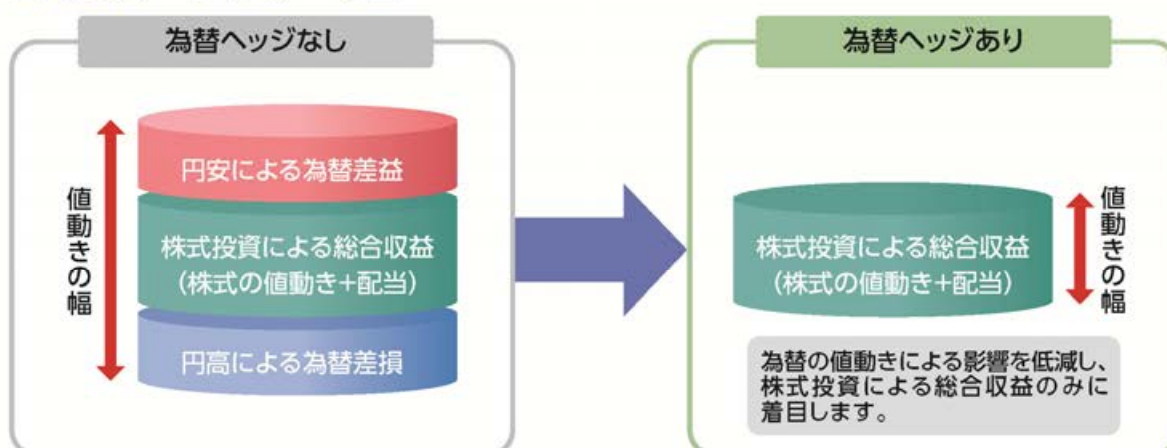 為替ヘッジなし
値動きの幅
円安による為替差益
株式投資による総合収益
(株式の値動き+配当)
円高による為替差損
為替ヘッジあり
株式投資による総合収益
(株式の値動き+配当)
値動きの幅
為替の値動きによる影響を低減し、
株式投資による総合収益のみに
着目します。